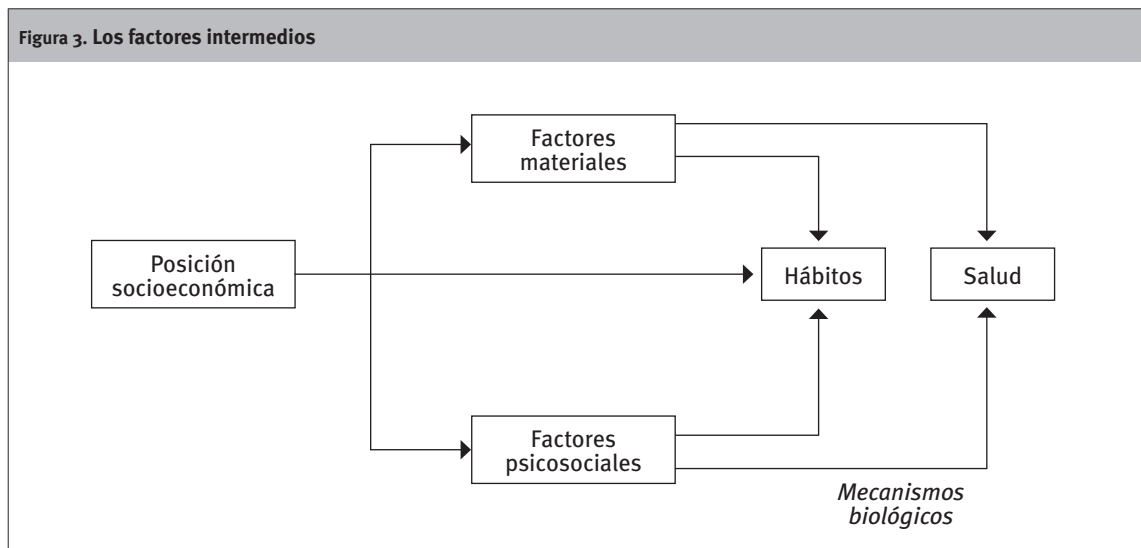 Figura 3. Los factores intermedios
Factores
materiales
Posición
socioeconómica
Hábitos
Salud
Factores
psicosociales
Mecanismos
biológicos